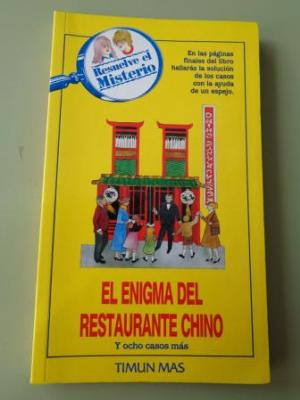 Resuelve el
Misterio
En las páginas
finales del libro
hallarás la solución
de los casos
con la ayuda
de un espejo.
EL ENIGMA DEL
RESTAURANTE CHINO
Y ocho casos más
TIMUN MAS